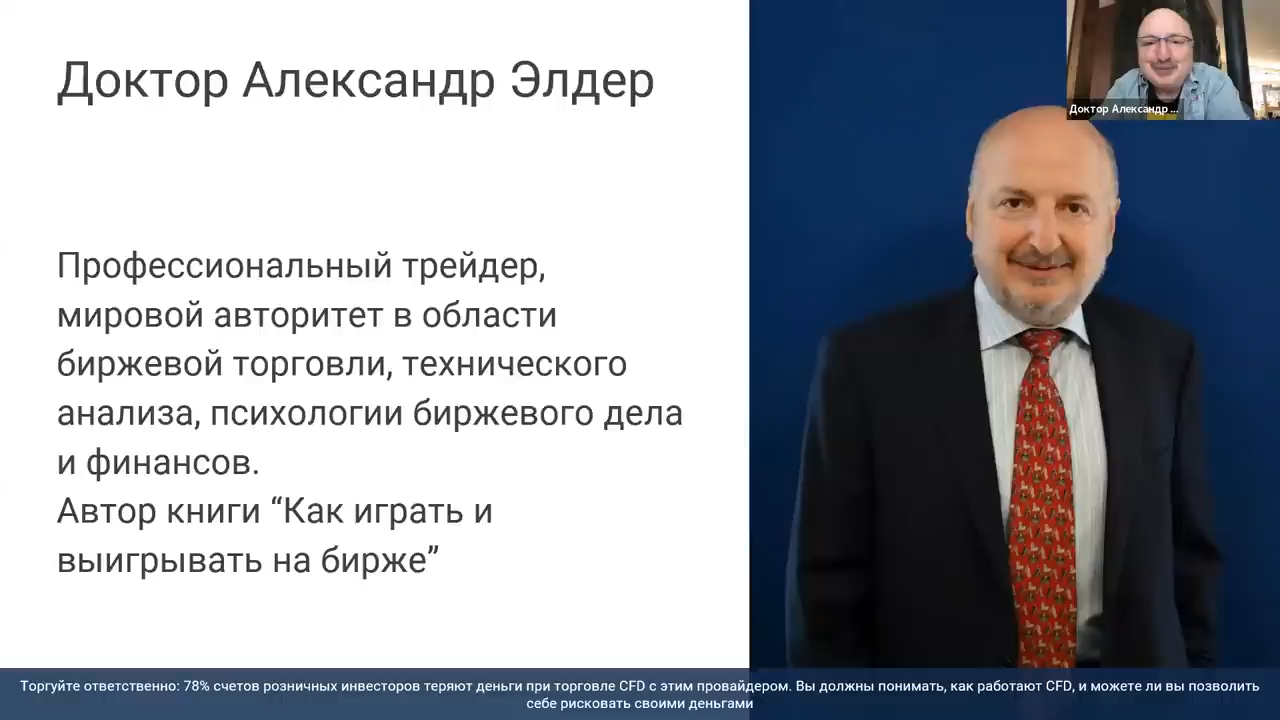 Доктор Александр Элдер
Доктор Александр ...
Профессиональный трейдер,
мировой авторитет в области
биржевой торговли, технического
анализа, психологии биржевого дела
и финансов.
Автор книги “Как играть и
выигрывать на бирже”
Торгуйте ответственно: 78% счетов розничных инвесторов теряют деньги при торговле CFD с этим провайдером. Вы должны понимать, как работают CFD, и можете ли вы позволить
себе рисковать своими деньгами